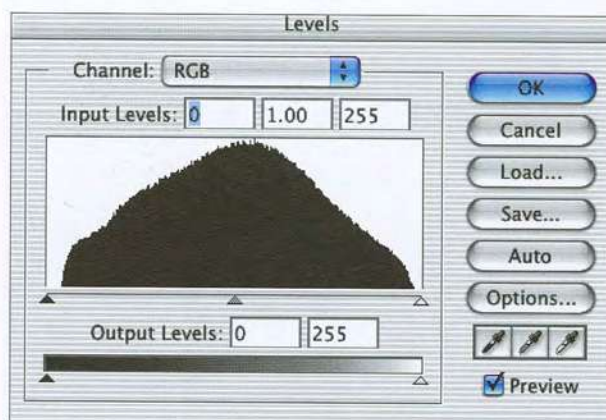 Levels
Channel: RGB
Input Levels: 0 1.00 255
Output Levels: 0 255
OK
Cancel
Load...
Save...
Auto
Options...
Preview